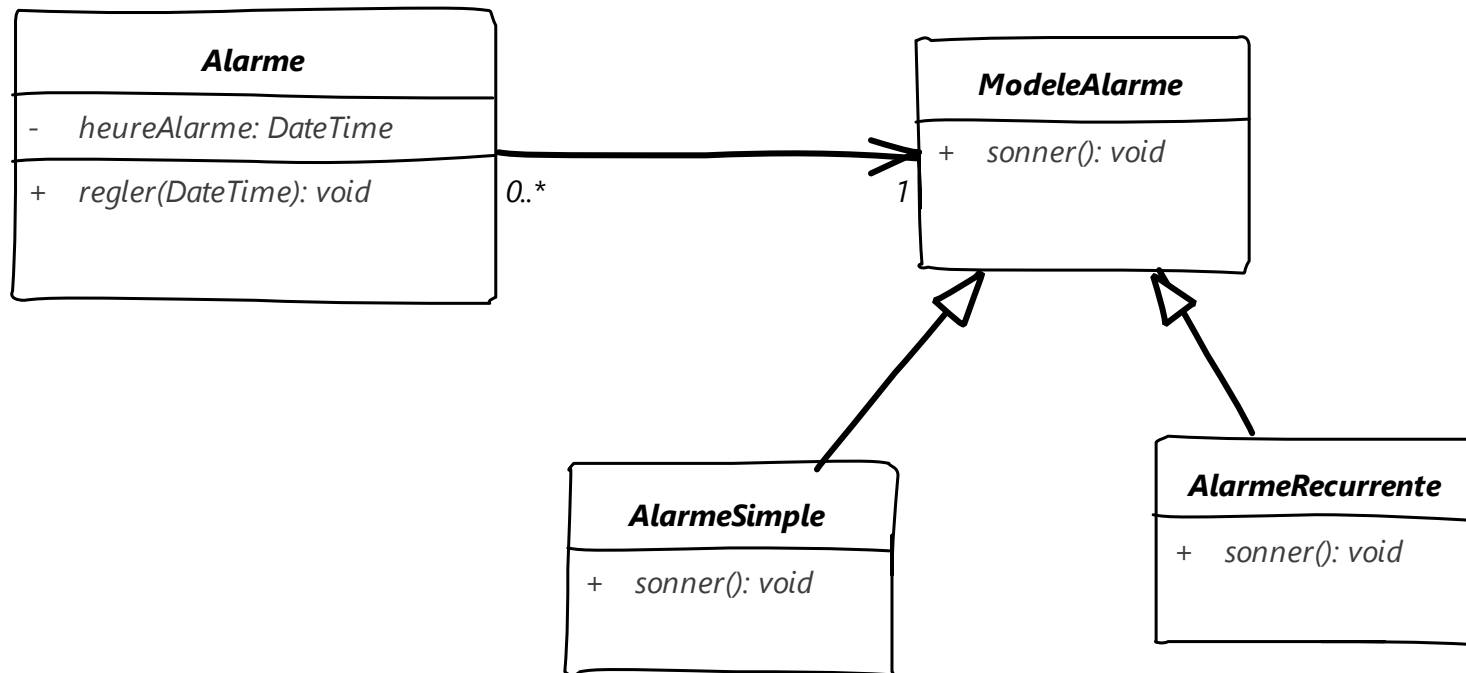 Alarme
- heureAlarme: DateTime
+ regler(DateTime): void
0..*
1
ModeleAlarme
+ sonner(): void
AlarmeSimple
+ sonner(): void
AlarmeRecurrente
+ sonner(): void